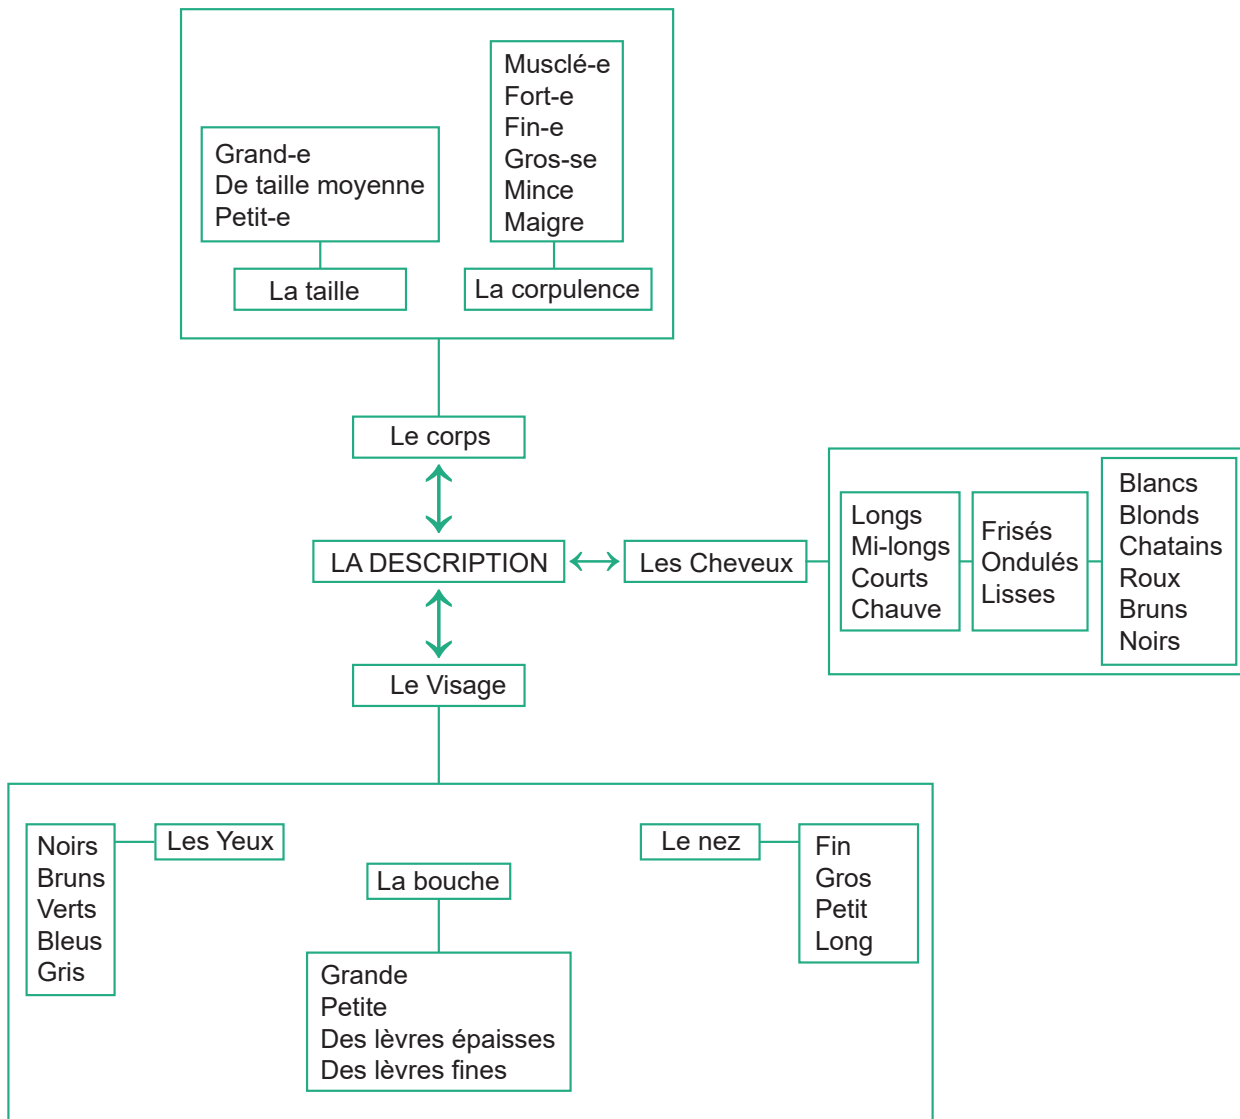 Musclé-e
Fort-e
Fin-e
Gros-se
Mince
Maigre
Grand-e
De taille moyenne
Petit-e
La taille
La corpulence
Le corps
LA DESCRIPTION
Les Cheveux
Longs
Mi-longs
Courts
Chauve
Frisés
Ondulés
Lisses
Blancs
Blonds
Chatains
Roux
Bruns
Noirs
Le Visage
Noirs
Bruns
Verts
Bleus
Gris
Les Yeux
La bouche
Grande
Petite
Des lèvres épaisses
Des lèvres fines
Le nez
Fin
Gros
Petit
Long